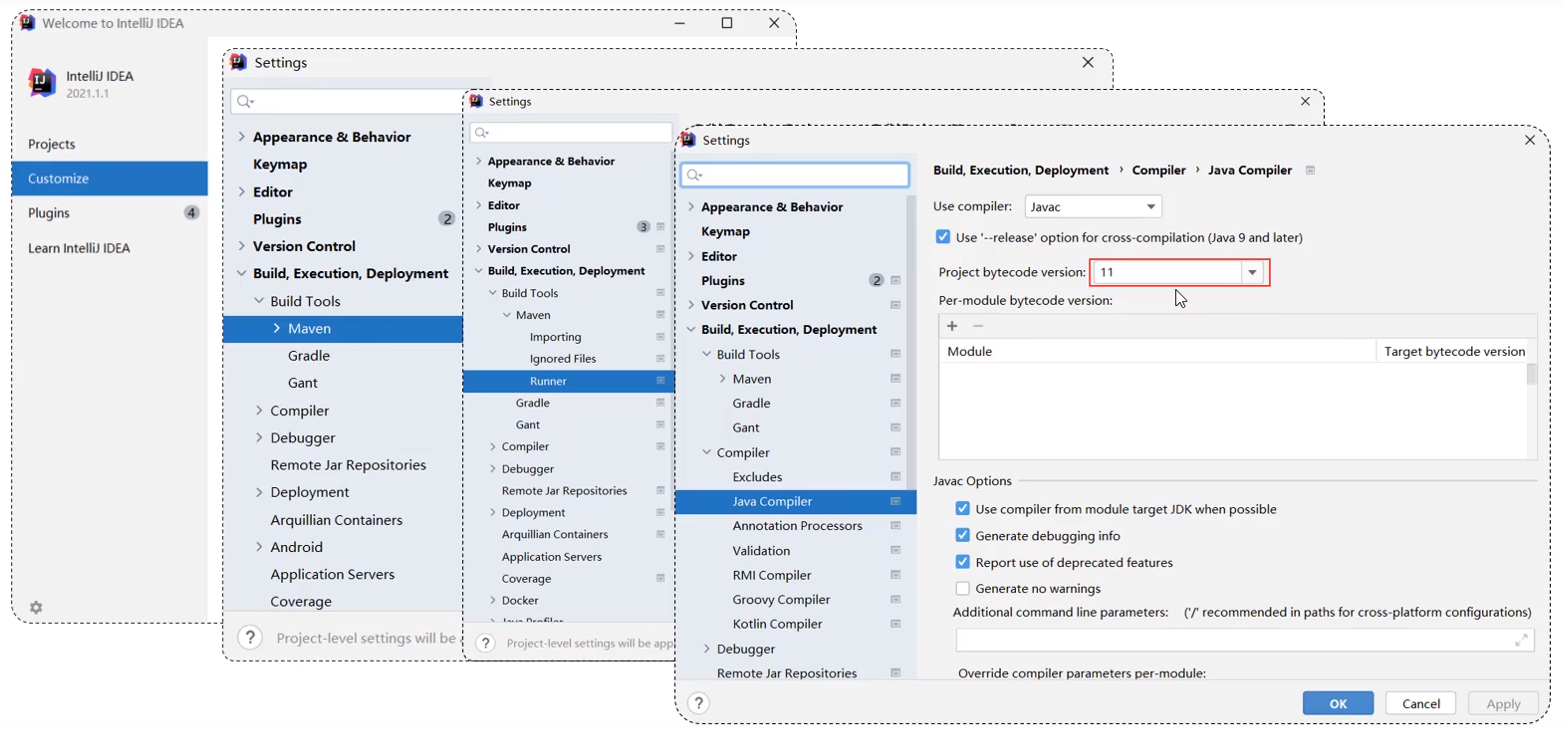 Welcome to IntelliJ IDEA
IntelliJ IDEA
2021.1.1
Projects
Customize
Plugins 4
Learn IntelliJ IDEA
Settings
Appearance & Behavior
Keymap
Editor
Plugins 2
Version Control
Build, Execution, Deployment
Build Tools
Maven
Gradle
Gant
Compiler
Debugger
Remote Jar Repositories
Deployment
Arquillian Containers
Android
Application Servers
Coverage
? Project-level settings will be
Settings
Appearance & Behavior
Keymap
Editor
Plugins 3
Version Control
Build, Execution, Deployment
Build Tools
Maven
Importing
Ignored Files
Runner
Gradle
Gant
Compiler
Debugger
Remote Jar Repositories
Deployment
Arquillian Containers
Application Servers
Coverage
Docker
Java Profiler
? Project-level settings will be app
Settings
Appearance & Behavior
Keymap
Editor
Plugins 2
Version Control
Build, Execution, Deployment
Build Tools
Maven
Gradle
Gant
Compiler
Excludes
Java Compiler
Annotation Processors
Validation
RMI Compiler
Groovy Compiler
Kotlin Compiler
Debugger
Remote Jar Repositories
Build, Execution, Deployment › Compiler › Java Compiler
Use compiler: Javac
Use '--release' option for cross-compilation (Java 9 and later)
Project bytecode version: 11
Per-module bytecode version:
+ −
Module Target bytecode version
Javac Options
Use compiler from module target JDK when possible
Generate debugging info
Report use of deprecated features
Generate no warnings
Additional command line parameters: ('/' recommended in paths for cross-platform configurations)
Override compiler parameters per-module:
? OK Cancel Apply